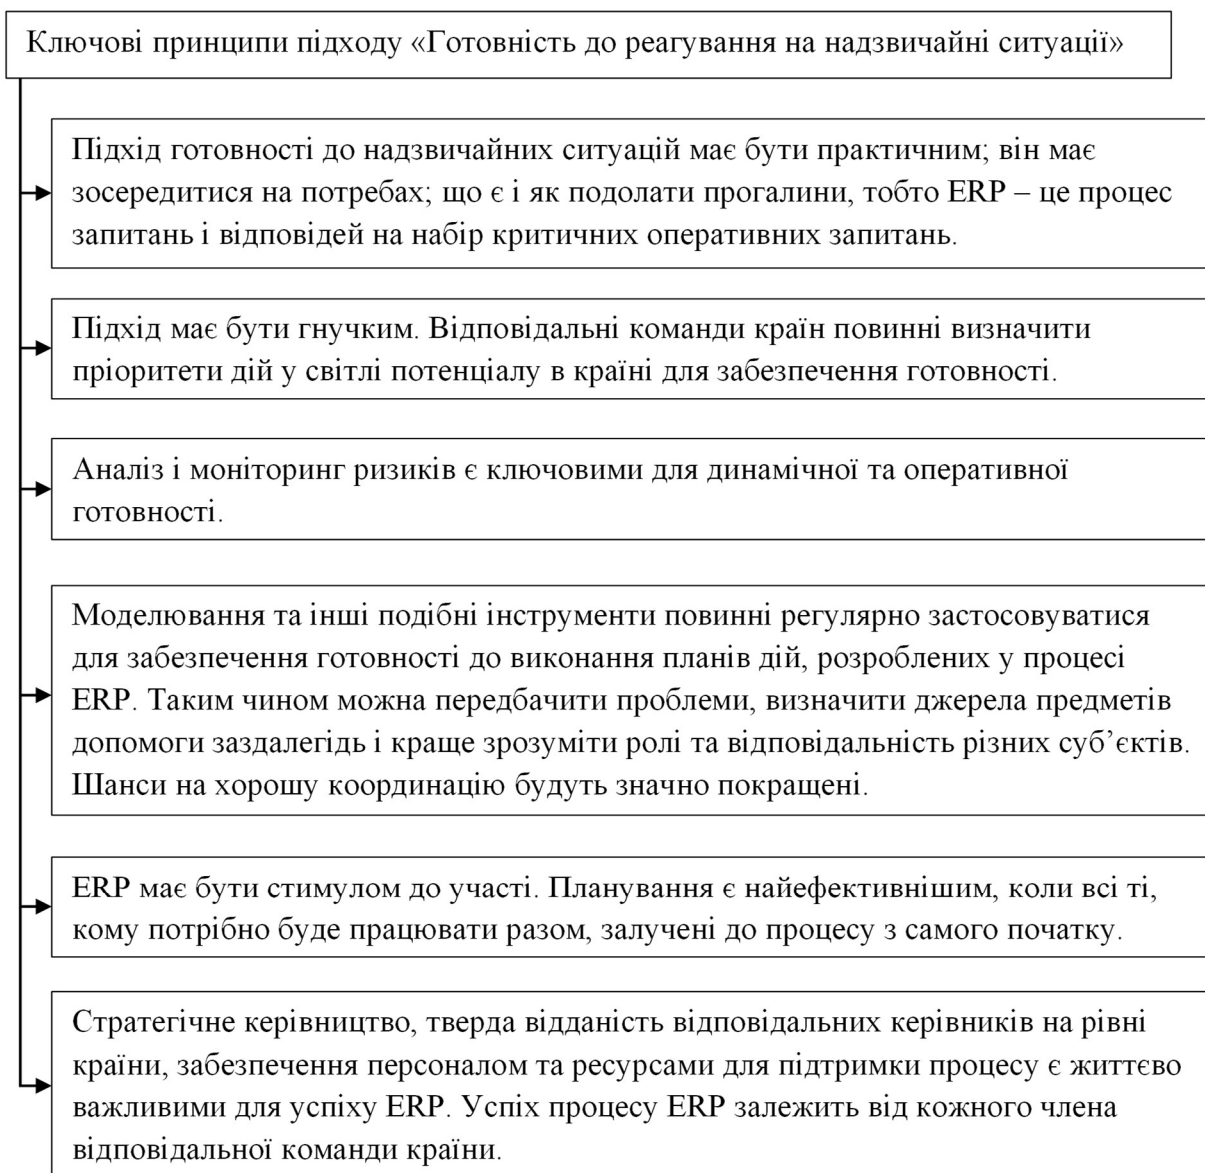 Ключові принципи підходу «Готовність до реагування на надзвичайні ситуації»
Підхід готовності до надзвичайних ситуацій має бути практичним; він має
зосередитися на потребах; що є і як подолати прогалини, тобто ERP – це процес
запитань і відповідей на набір критичних оперативних запитань.
Підхід має бути гнучким. Відповідальні команди країн повинні визначити
пріоритети дій у світлі потенціалу в країні для забезпечення готовності.
Аналіз і моніторинг ризиків є ключовими для динамічної та оперативної
готовності.
Моделювання та інші подібні інструменти повинні регулярно застосовуватися
для забезпечення готовності до виконання планів дій, розроблених у процесі
ERP. Таким чином можна передбачити проблеми, визначити джерела предметів
допомоги заздалегідь і краще зрозуміти ролі та відповідальність різних суб’єктів.
Шанси на хорошу координацію будуть значно покращені.
ERP має бути стимулом до участі. Планування є найефективнішим, коли всі ті,
кому потрібно буде працювати разом, залучені до процесу з самого початку.
Стратегічне керівництво, тверда відданість відповідальних керівників на рівні
країни, забезпечення персоналом та ресурсами для підтримки процесу є життєво
важливими для успіху ERP. Успіх процесу ERP залежить від кожного члена
відповідальної команди країни.